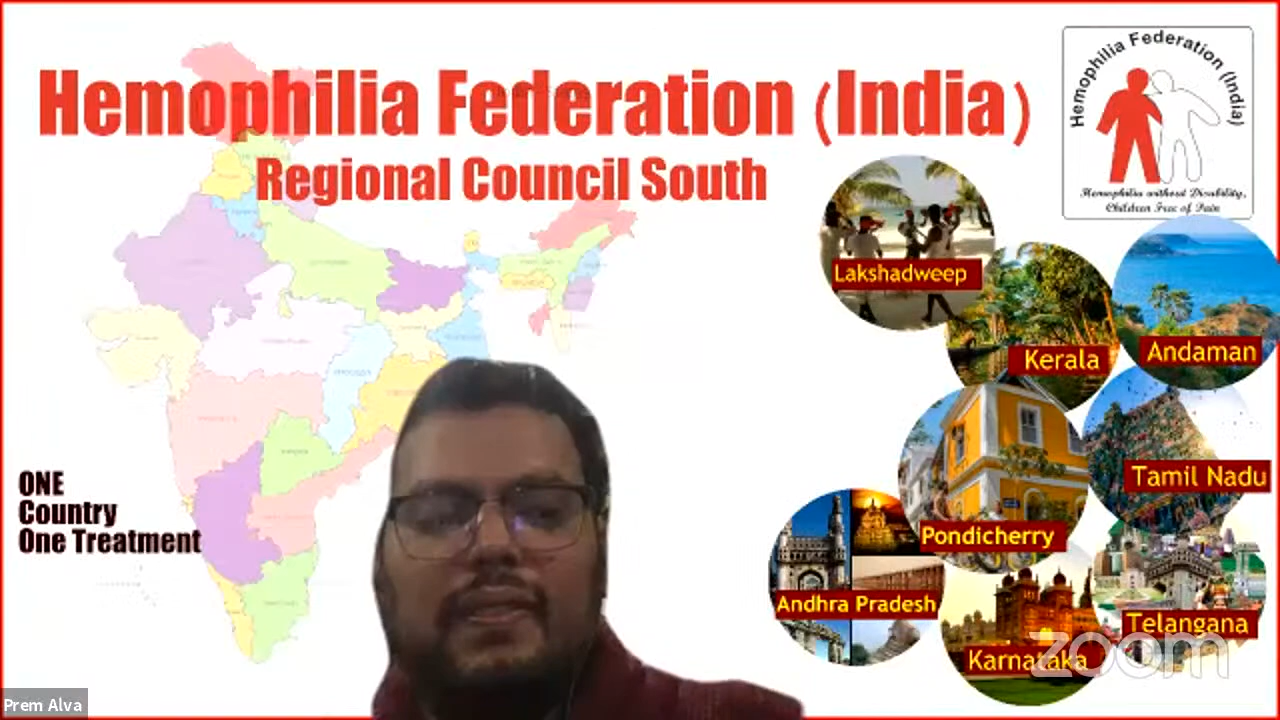 Hemophilia Federation (India)
Regional Council South
Hemophilia Federation (India)
Hemophilia without Disability,
Children Free of Pain
Lakshadweep
Kerala
Andaman
Tamil Nadu
Pondicherry
Andhra Pradesh
Telangana
Karnataka
zoom
ONE
Country
One Treatment
Prem Alva